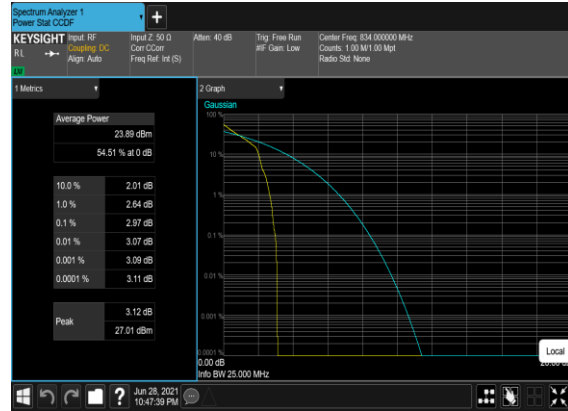 Spectrum Analyzer 1
Power Stat CCDF
KEYSIGHT
Input: RF
Coupling: DC
Align: Auto
Input Z: 50 Ω
Corr CCorr
Freq Ref: Int (S)
Atten: 40 dB
Trig: Free Run
#IF Gain: Low
Center Freq: 834.000000 MHz
Counts: 1.00 M/1.00 Mpt
Radio Std: None
R L
LXI
1 Metrics
Average Power
23.89 dBm
54.51 % at 0 dB
10.0 % 2.01 dB
1.0 % 2.64 dB
0.1 % 2.97 dB
0.01 % 3.07 dB
0.001 % 3.09 dB
0.0001 % 3.11 dB
Peak
3.12 dB
27.01 dBm
2 Graph
Gaussian
100 %
10 %
1 %
0.1 %
0.01 %
0.001 %
0.0001 %
0.00 dB
Info BW 25.000 MHz
Local
?
Jun 28, 2021
10:47:39 PM